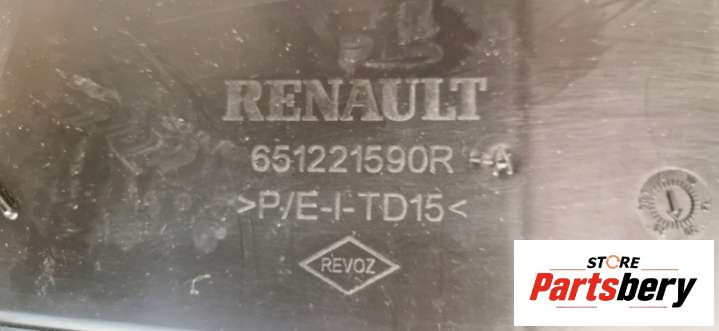 RENAULT
651221590R -A
>P/E-I-TD15<
REVOZ
STORE
Partsbery